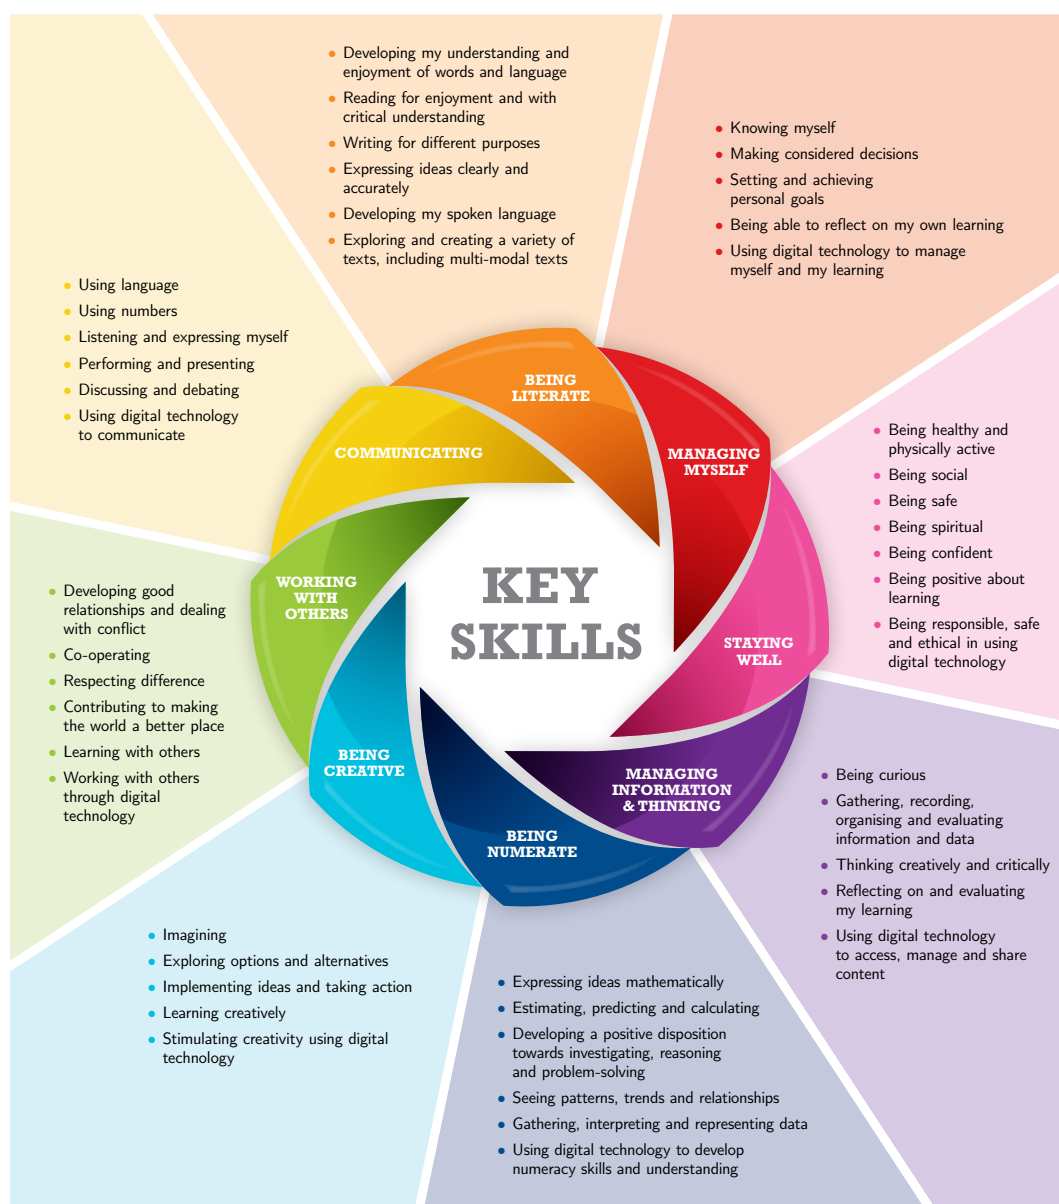 • Developing my understanding and
enjoyment of words and language
• Reading for enjoyment and with
critical understanding
• Writing for different purposes
• Expressing ideas clearly and
accurately
• Developing my spoken language
• Exploring and creating a variety of
texts, including multi-modal texts
• Knowing myself
• Making considered decisions
• Setting and achieving
personal goals
• Being able to reflect on my own learning
• Using digital technology to manage
myself and my learning
• Using language
• Using numbers
• Listening and expressing myself
• Performing and presenting
• Discussing and debating
• Using digital technology
to communicate
BEING
LITERATE
MANAGING
MYSELF
COMMUNICATING
• Being healthy and
physically active
• Being social
• Being safe
• Being spiritual
• Being confident
• Being positive about
learning
• Being responsible, safe
and ethical in using
digital technology
WORKING
WITH
OTHERS
KEY
SKILLS
STAYING
WELL
• Developing good
relationships and dealing
with conflict
• Co-operating
• Respecting difference
• Contributing to making
the world a better place
• Learning with others
• Working with others
through digital
technology
BEING
CREATIVE
MANAGING
INFORMATION
& THINKING
BEING
NUMERATE
• Being curious
• Gathering, recording,
organising and evaluating
information and data
• Thinking creatively and critically
• Reflecting on and evaluating
my learning
• Using digital technology
to access, manage and share
content
• Imagining
• Exploring options and alternatives
• Implementing ideas and taking action
• Learning creatively
• Stimulating creativity using digital
technology
• Expressing ideas mathematically
• Estimating, predicting and calculating
• Developing a positive disposition
towards investigating, reasoning
and problem-solving
• Seeing patterns, trends and relationships
• Gathering, interpreting and representing data
• Using digital technology to develop
numeracy skills and understanding